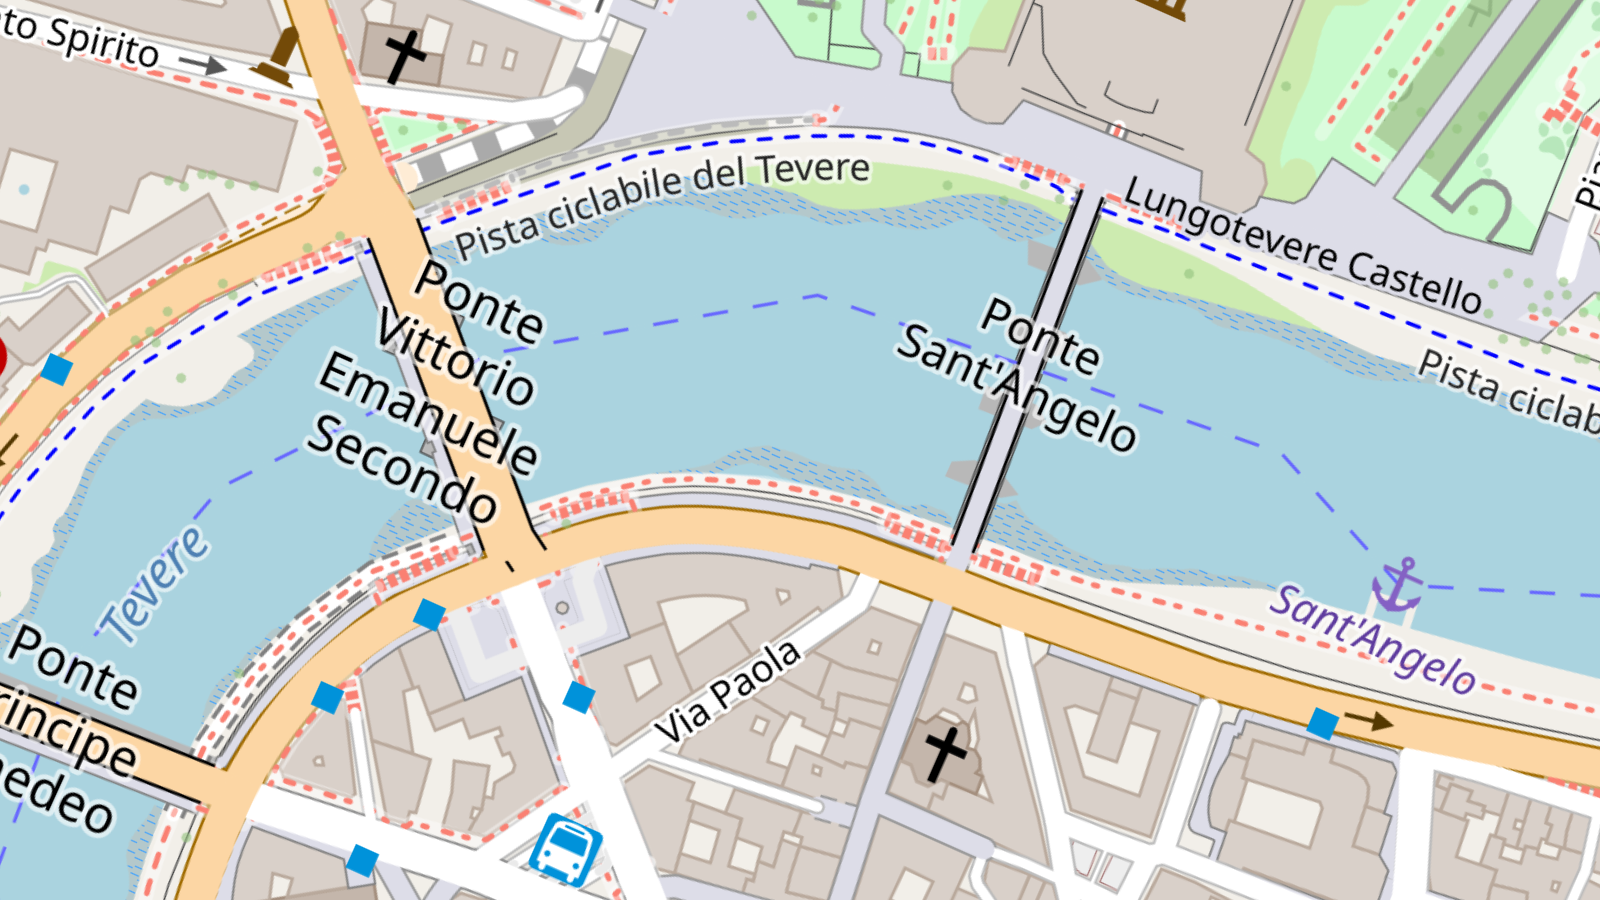 to Spirito
Pista ciclabile del Tevere
Lungotevere Castello
Ponte
Vittorio
Emanuele
Secondo
Ponte
Sant'Angelo
Pista ciclab
Tevere
Sant'Angelo
Ponte
rincipe
nedeo
Via Paola